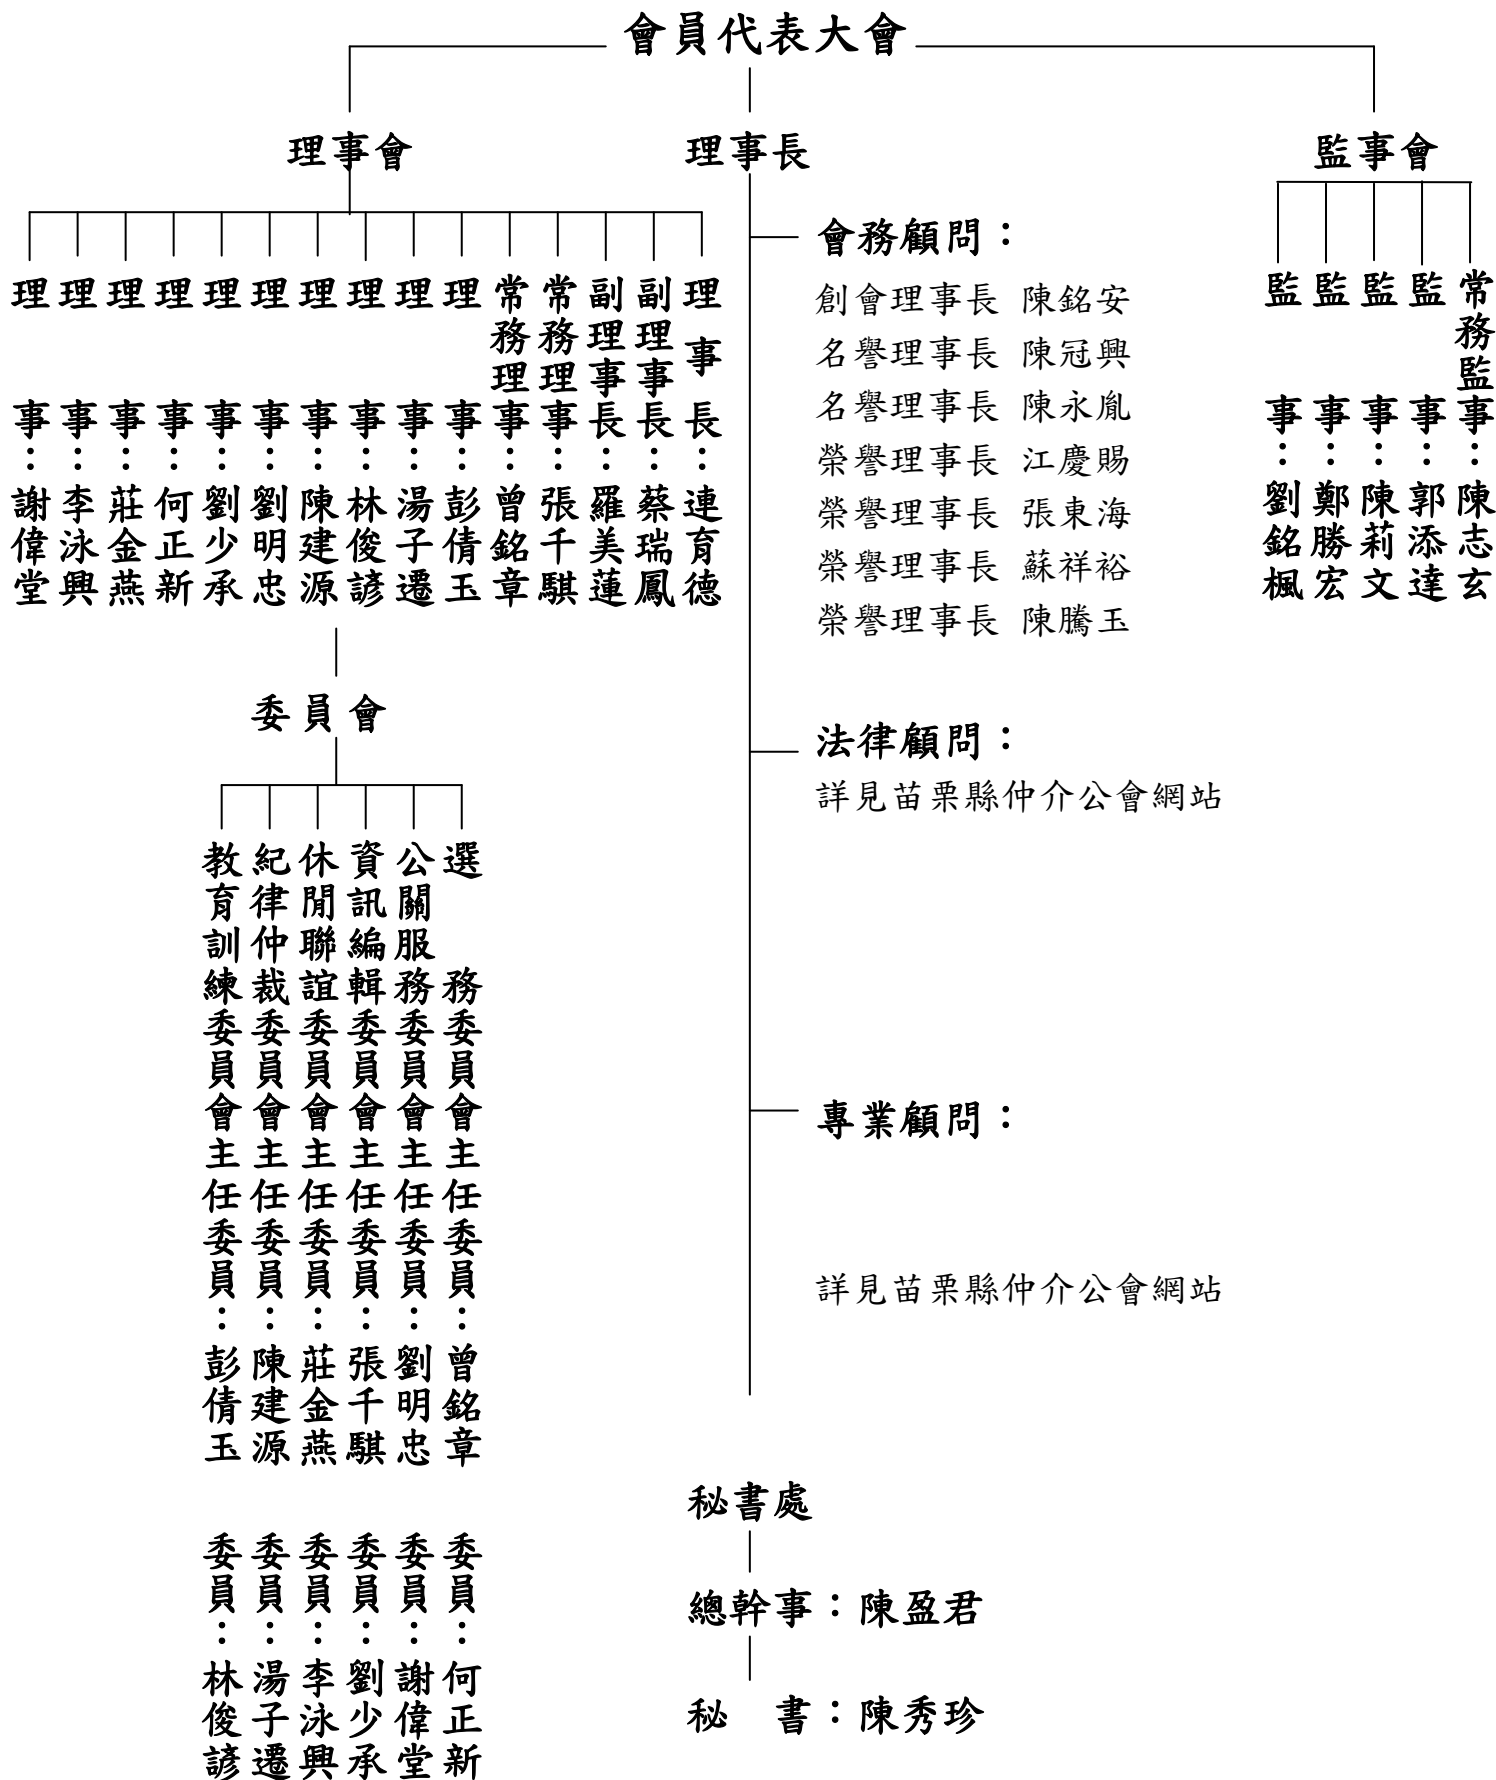 會員代表大會
理事會
理事長
監事會
理事長：連育德
副理事長：蔡瑞鳳
副理事長：羅美蓮
常務理事：張千騏
常務理事：曾銘章
理事：彭倩玉
理事：湯子遷
理事：林俊諺
理事：陳建源
理事：劉明忠
理事：劉少承
理事：何正新
理事：莊金燕
理事：李泳興
理事：謝偉堂
會務顧問：
創會理事長 陳銘安
名譽理事長 陳冠興
名譽理事長 陳永胤
榮譽理事長 江慶賜
榮譽理事長 張東海
榮譽理事長 蘇祥裕
榮譽理事長 陳騰玉
常務監事：陳志玄
監事：郭添達
監事：陳莉文
監事：鄭勝宏
監事：劉銘楓
委員會
選務委員會主任委員：曾銘章
公關服務委員會主任委員：劉明忠
資訊編輯委員會主任委員：張千騏
休閒聯誼委員會主任委員：莊金燕
紀律仲裁委員會主任委員：陳建源
教育訓練委員會主任委員：彭倩玉
委員：何正新
委員：謝偉堂
委員：劉少承
委員：李泳興
委員：湯子遷
委員：林俊諺
法律顧問：
詳見苗栗縣仲介公會網站
專業顧問：
詳見苗栗縣仲介公會網站
秘書處
總幹事：陳盈君
秘 書：陳秀珍